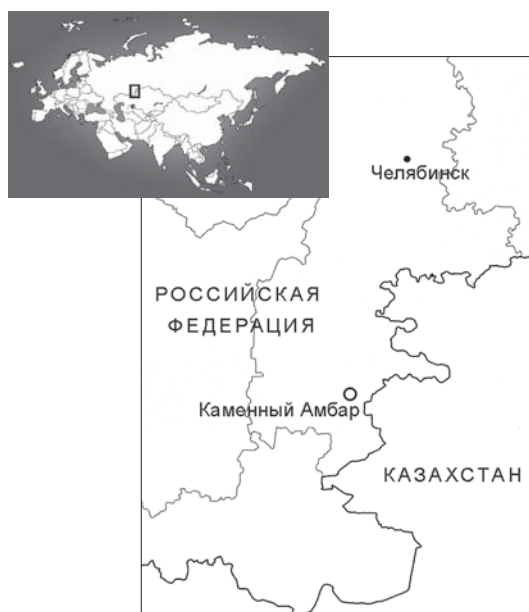 Челябинск
РОССИЙСКАЯ
ФЕДЕРАЦИЯ
Каменный Амбар
КАЗАХСТАН